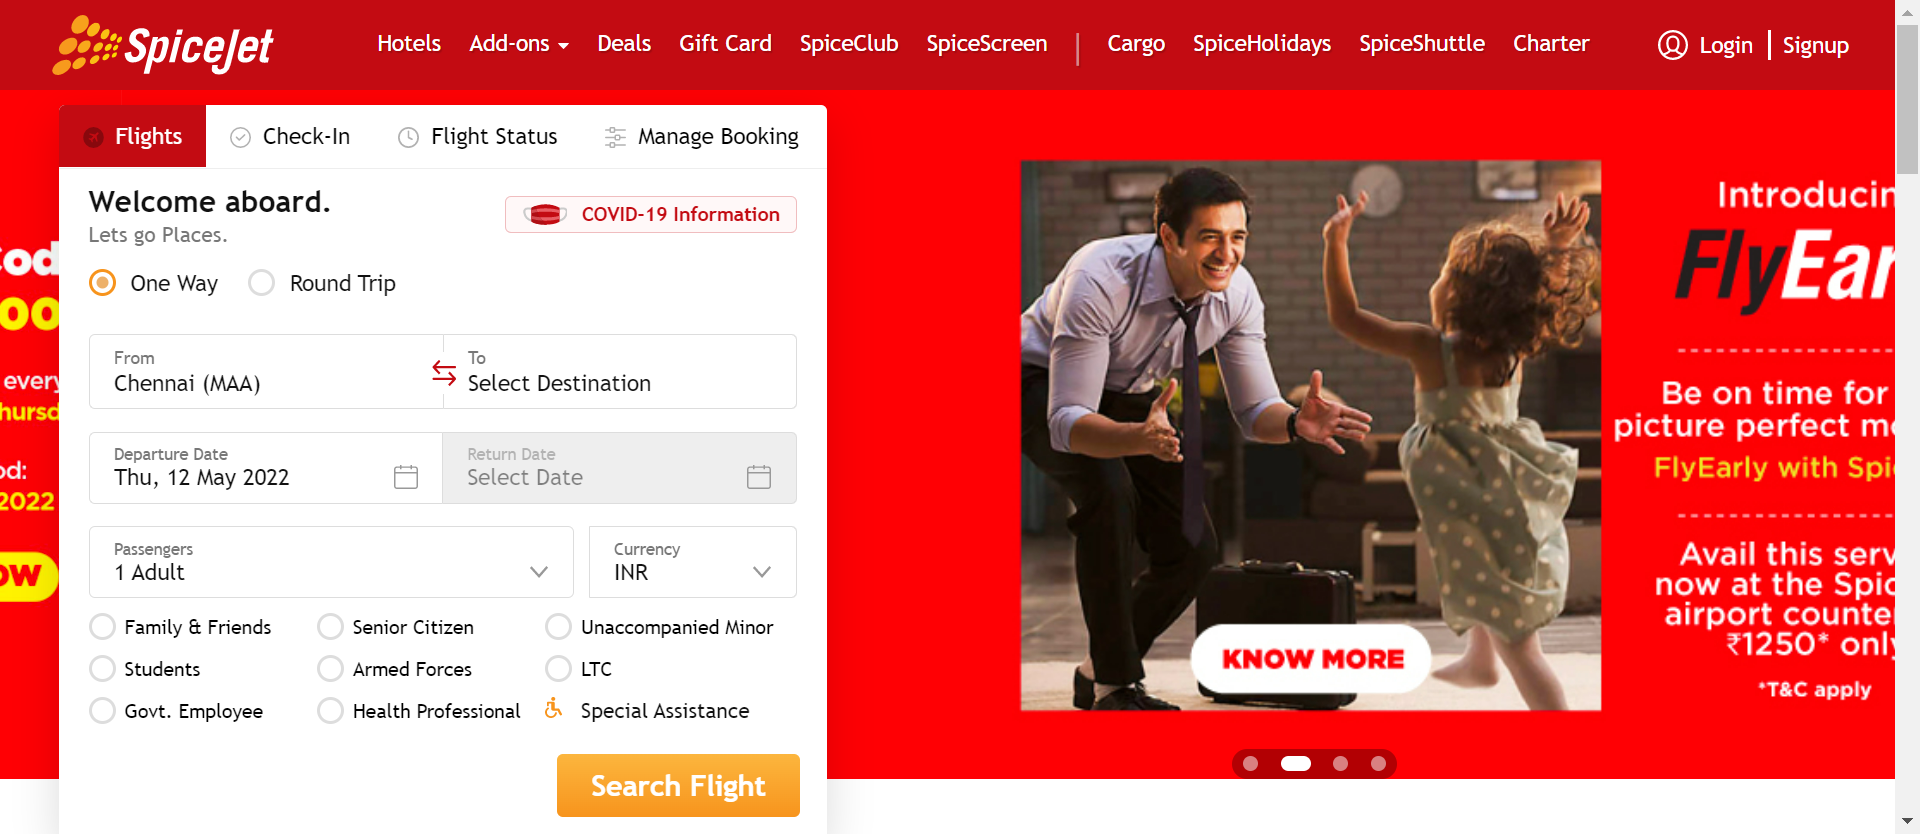 SpiceJet
Hotels Add-ons Deals Gift Card SpiceClub SpiceScreen | Cargo SpiceHolidays SpiceShuttle Charter Login | Signup
Flights Check-In Flight Status Manage Booking
Welcome aboard.
COVID-19 Information
Lets go Places.
One Way Round Trip
From
Chennai (MAA)
To
Select Destination
Departure Date
Thu, 12 May 2022
Return Date
Select Date
Passengers
1 Adult
Currency
INR
Family & Friends Senior Citizen Unaccompanied Minor
Students Armed Forces LTC
Govt. Employee Health Professional Special Assistance
Search Flight
every
2022
KNOW MORE
Introducin
FlyEar
Be on time for
picture perfect
FlyEarly with Spi
Avail this serv
now at the Spic
airport counte
₹1250* only
*T&C apply